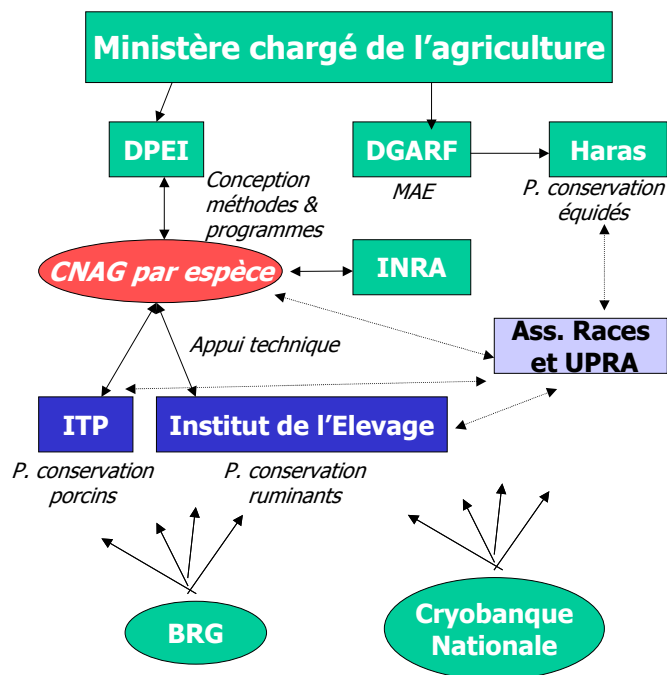 Ministère chargé de l’agriculture
DPEI
DGARF
Haras
Conception
méthodes &
programmes
MAE
P. conservation
équidés
CNAG par espèce
INRA
Ass. Races
et UPRA
Appui technique
ITP
Institut de l’Elevage
P. conservation
porcins
P. conservation
ruminants
BRG
Cryobanque
Nationale